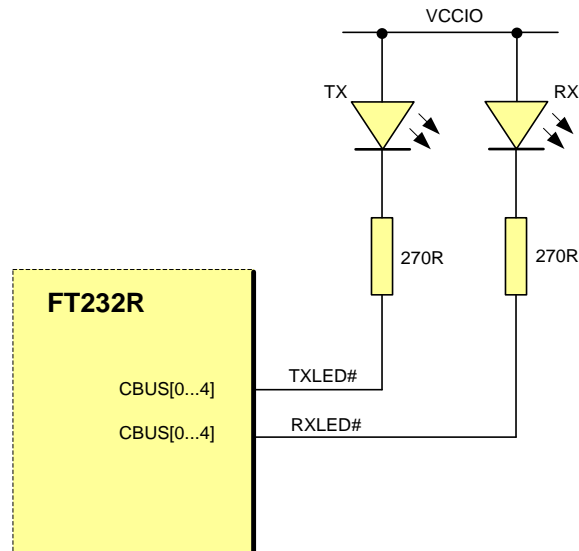 VCCIO
TX
RX
270R
270R
FT232R
TXLED#
CBUS[0...4]
RXLED#
CBUS[0...4]